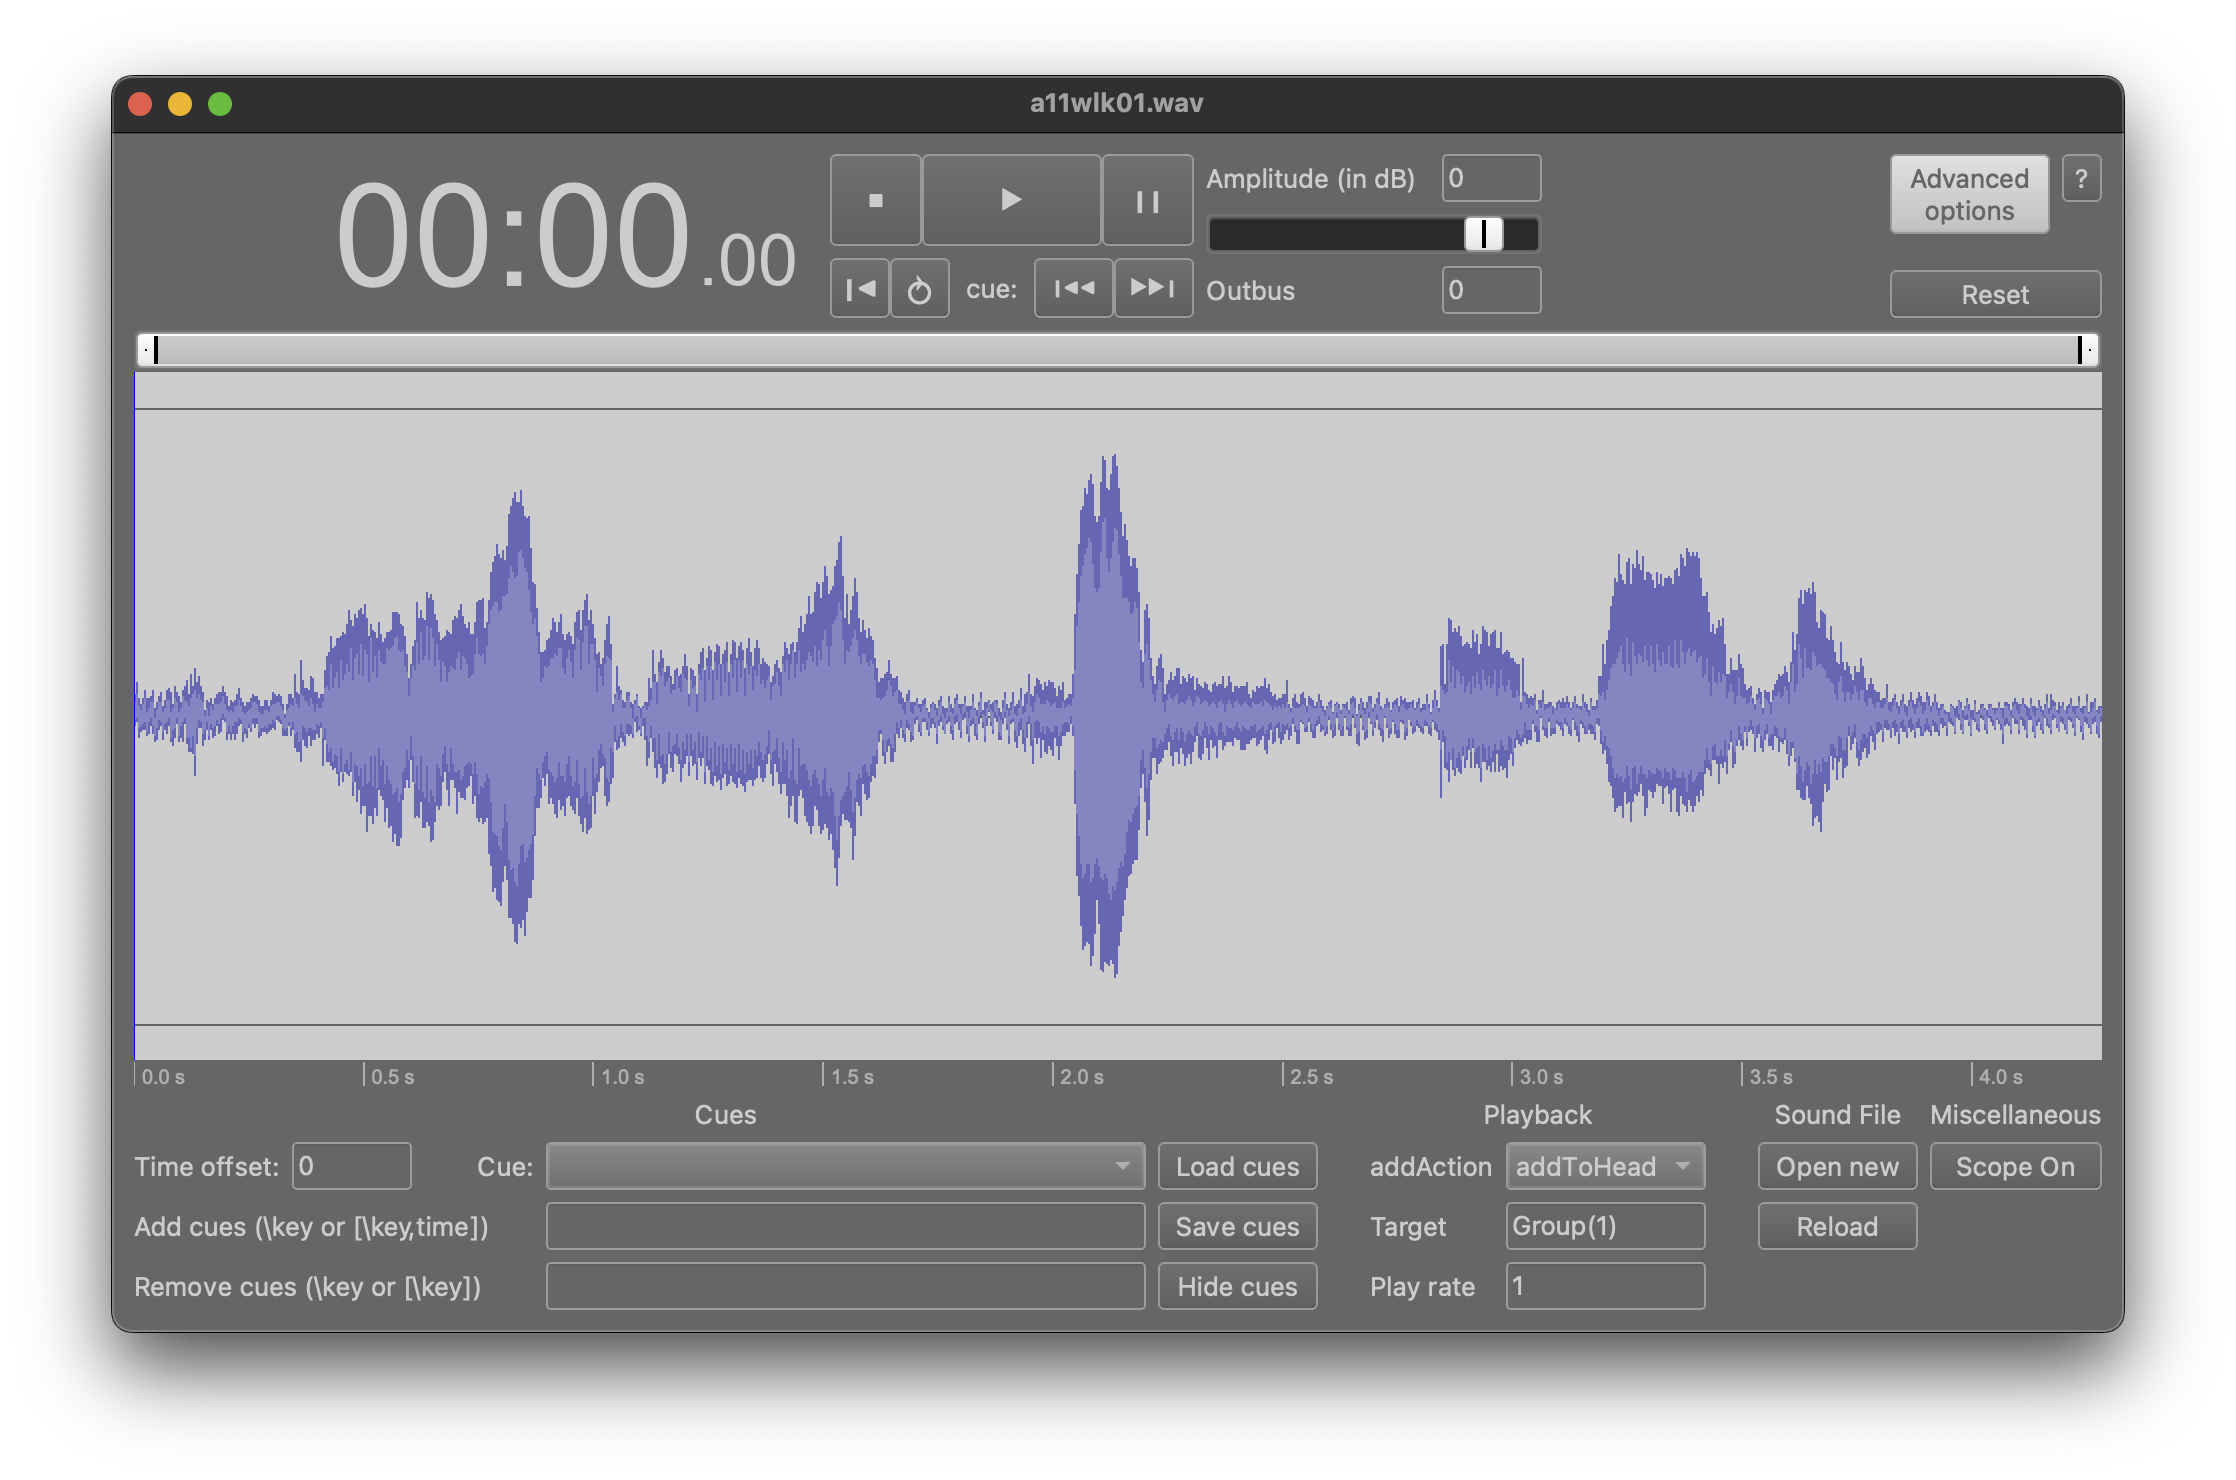 a11wlk01.wav
00:00.00
Amplitude (in dB) 0
Advanced
options
?
cue:
Outbus 0
Reset
0.0 s 0.5 s 1.0 s 1.5 s 2.0 s 2.5 s 3.0 s 3.5 s 4.0 s
Cues Playback Sound File Miscellaneous
Time offset: 0 Cue: Load cues addAction addToHead Open new Scope On
Add cues (\key or [\key,time]) Save cues Target Group(1) Reload
Remove cues (\key or [\key]) Hide cues Play rate 1